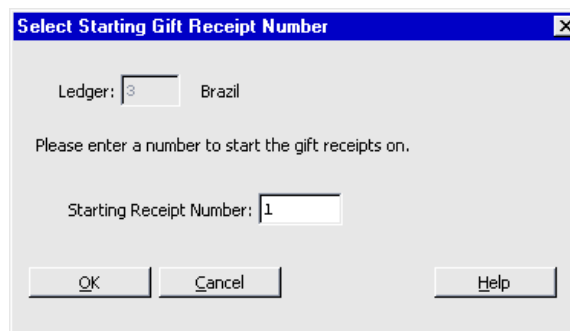 Select Starting Gift Receipt Number
Ledger: 3 Brazil
Please enter a number to start the gift receipts on.
Starting Receipt Number: 1
OK Cancel Help